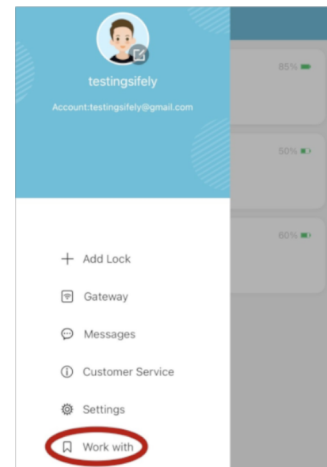 testingsifely
Account:testingsifely@gmail.com
85%
50%
60%
Add Lock
Gateway
Messages
Customer Service
Settings
Work with